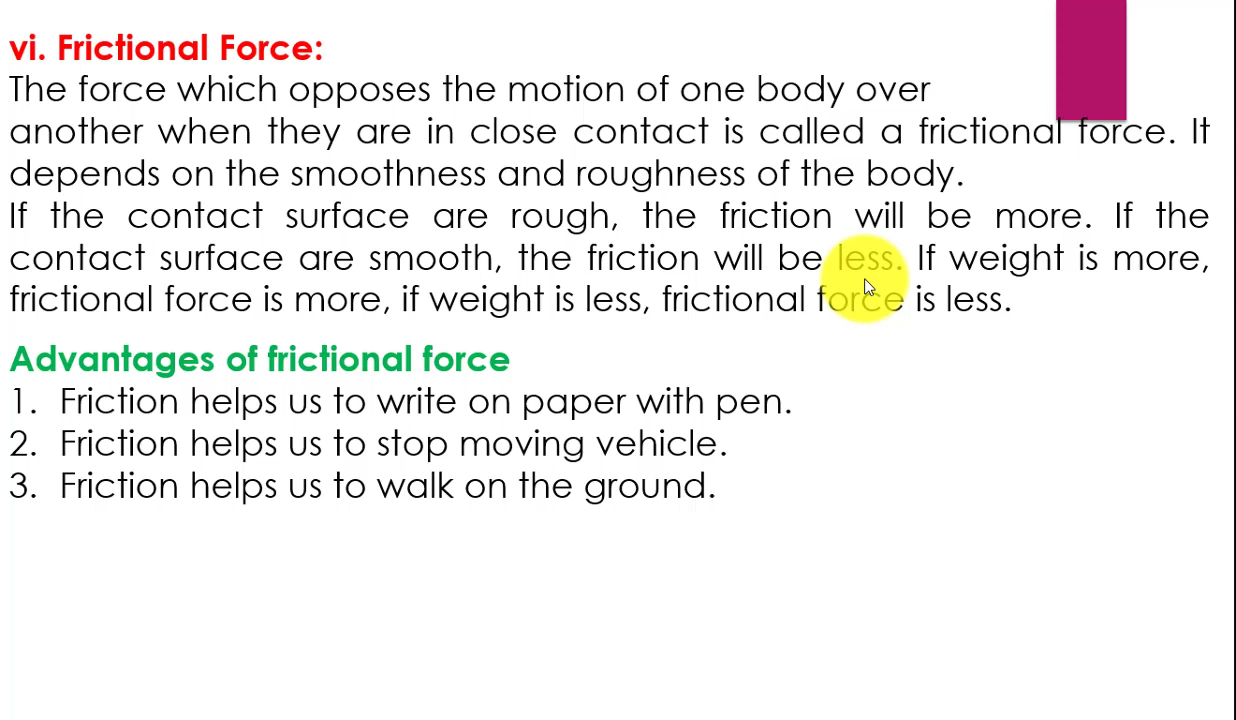 vi. Frictional Force:
The force which opposes the motion of one body over
another when they are in close contact is called a frictional force. It
depends on the smoothness and roughness of the body.
If the contact surface are rough, the friction will be more. If the
contact surface are smooth, the friction will be less. If weight is more,
frictional force is more, if weight is less, frictional force is less.
Advantages of frictional force
1. Friction helps us to write on paper with pen.
2. Friction helps us to stop moving vehicle.
3. Friction helps us to walk on the ground.